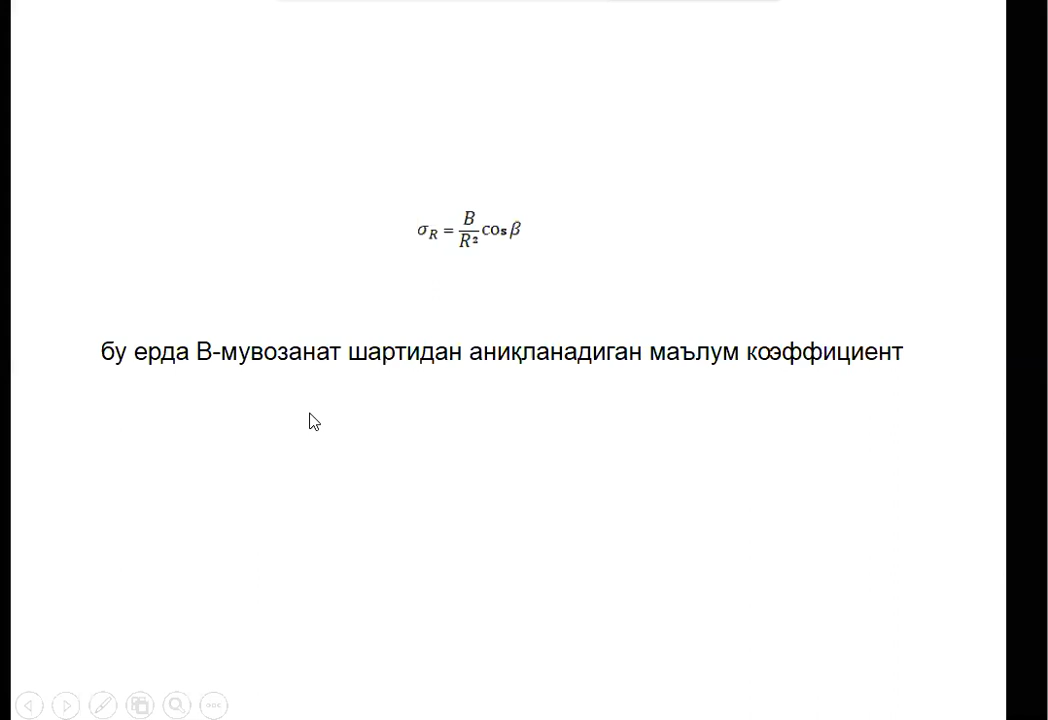 σ_R = B/R² cos β
бу ерда В-мувозанат шартидан аниқланадиган маълум коэффициент